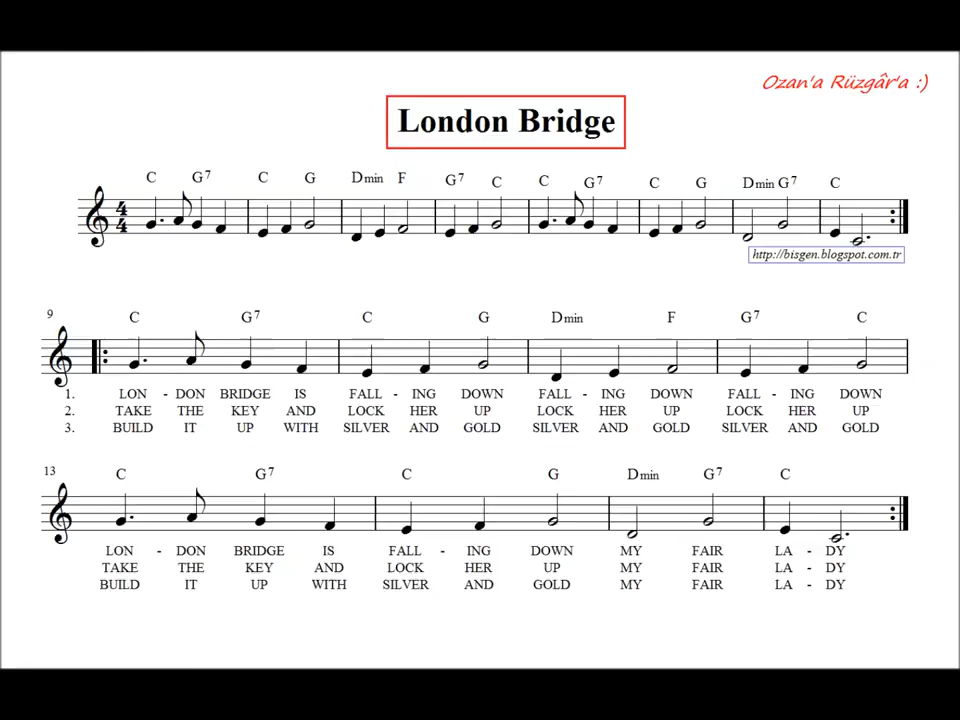 Ozan'a Rüzgâr'a :)
London Bridge
C G7 C G Dmin F G7 C C G7 C G Dmin G7 C
4
4
http://bisgen.blogspot.com.tr
9
C G7 C G Dmin F G7 C
1. LON - DON BRIDGE IS FALL - ING DOWN FALL - ING DOWN FALL - ING DOWN
2. TAKE THE KEY AND LOCK HER UP LOCK HER UP LOCK HER UP
3. BUILD IT UP WITH SILVER AND GOLD SILVER AND GOLD SILVER AND GOLD
13
C G7 C G Dmin G7 C
LON - DON BRIDGE IS FALL - ING DOWN MY FAIR LA - DY
TAKE THE KEY AND LOCK HER UP MY FAIR LA - DY
BUILD IT UP WITH SILVER AND GOLD MY FAIR LA - DY